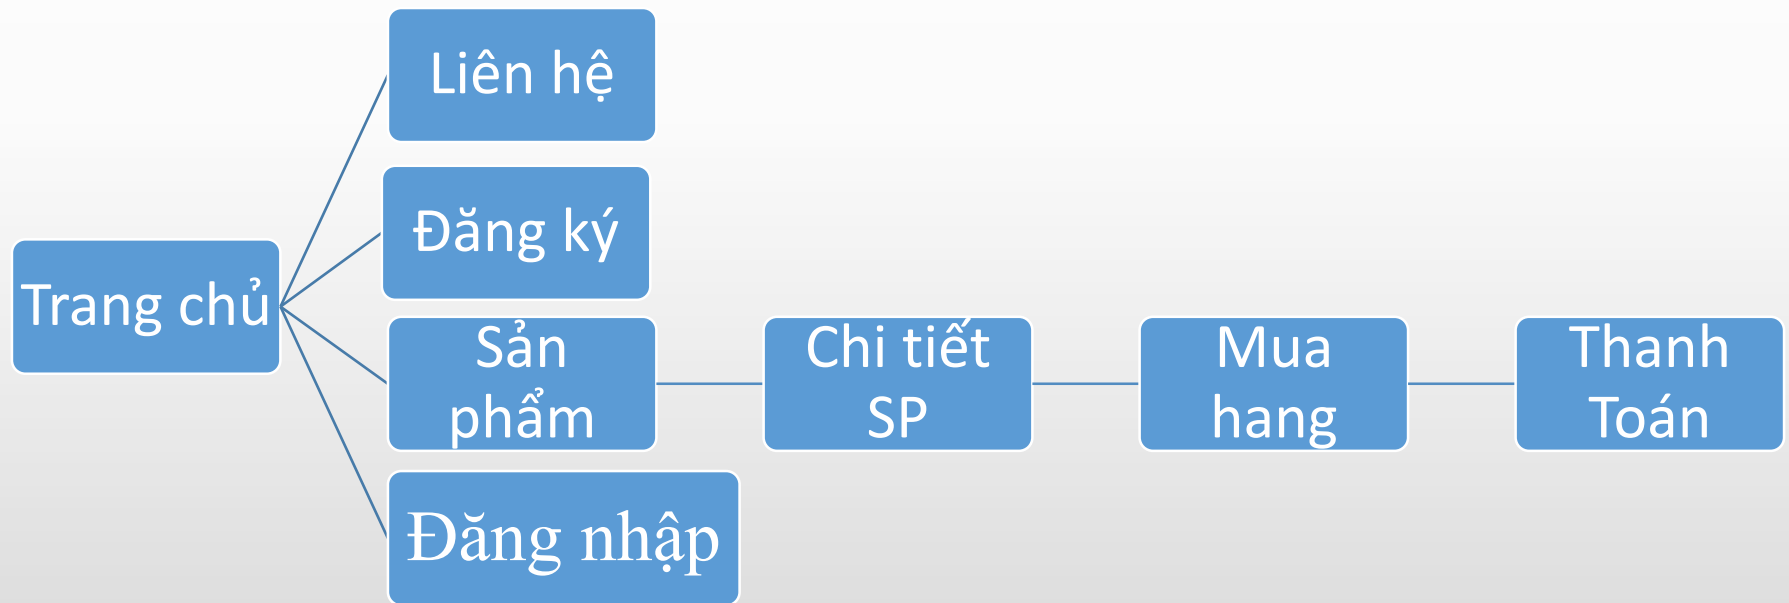 Liên hệ
Đăng ký
Trang chủ
Sản
phẩm
Chi tiết
SP
Mua
hang
Thanh
Toán
Đăng nhập